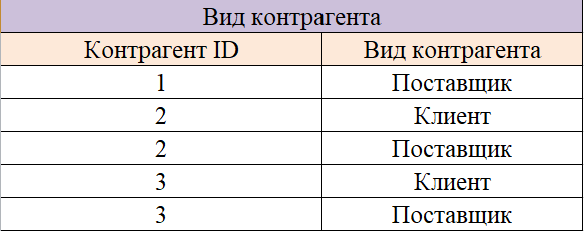 Вид контрагента
Контрагент ID Вид контрагента
1 Поставщик
2 Клиент
2 Поставщик
3 Клиент
3 Поставщик